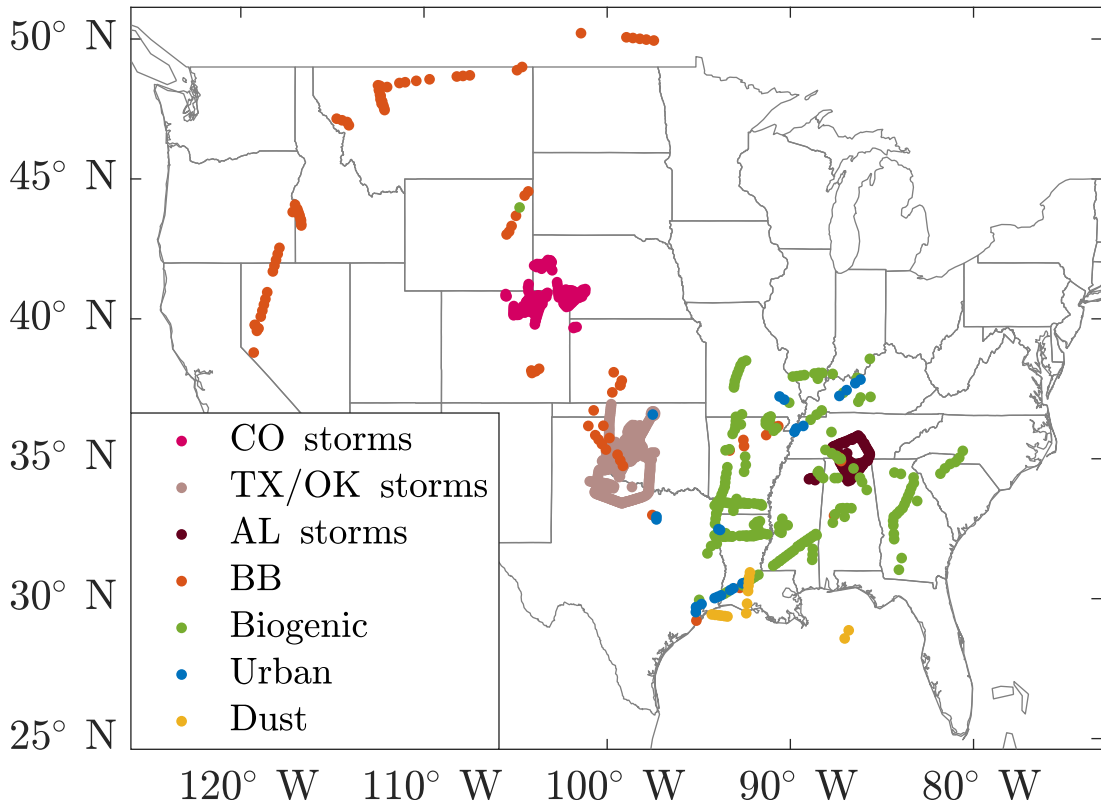 50° N
45° N
40° N
35° N
30° N
25° N
CO storms
TX/OK storms
AL storms
BB
Biogenic
Urban
Dust
120° W 110° W 100° W 90° W 80° W